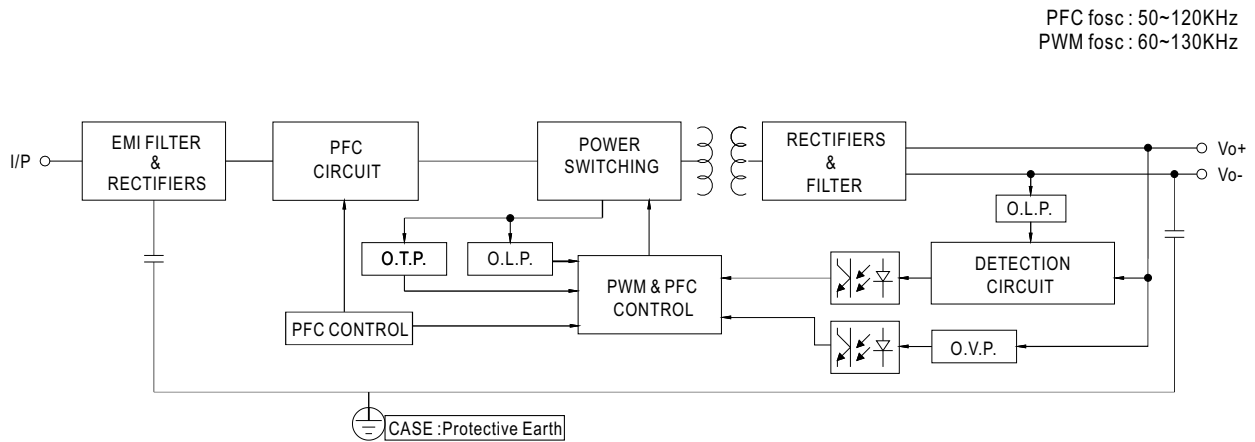 PFC fosc : 50~120KHz
PWM fosc : 60~130KHz
I/P
EMI FILTER
&
RECTIFIERS
PFC
CIRCUIT
POWER
SWITCHING
RECTIFIERS
&
FILTER
Vo+
Vo-
O.L.P.
O.T.P.
O.L.P.
DETECTION
CIRCUIT
PWM & PFC
CONTROL
PFC CONTROL
O.V.P.
CASE : Protective Earth